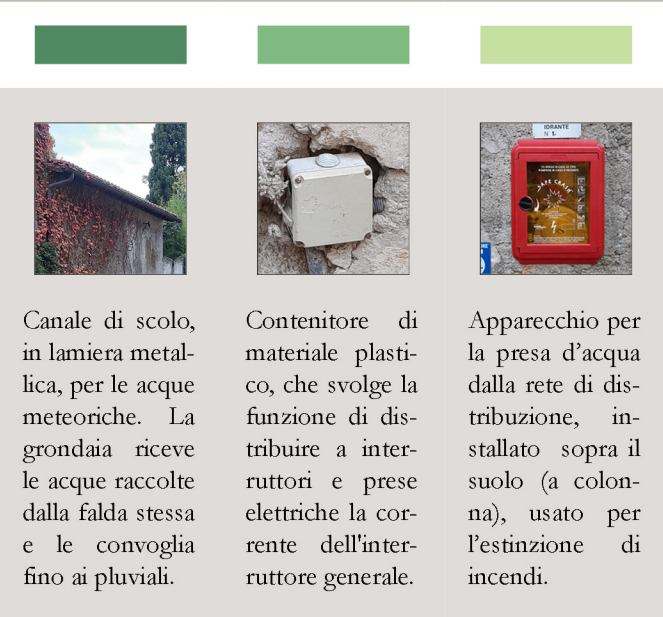 Canale di scolo,
in lamiera metal-
lica, per le acque
meteoriche. La
grondaia riceve
le acque raccolte
dalla falda stessa
e le convoglia
fino ai pluviali.
Contenitore di
materiale plasti-
co, che svolge la
funzione di dis-
tribuire a inter-
ruttori e prese
elettriche la cor-
rente dell'inter-
ruttore generale.
IDRANTE
N 1.
SAFE CRASH
Apparecchio per
la presa d’acqua
dalla rete di dis-
tribuzione, in-
stallato sopra il
suolo (a colon-
na), usato per
l’estinzione di
incendi.